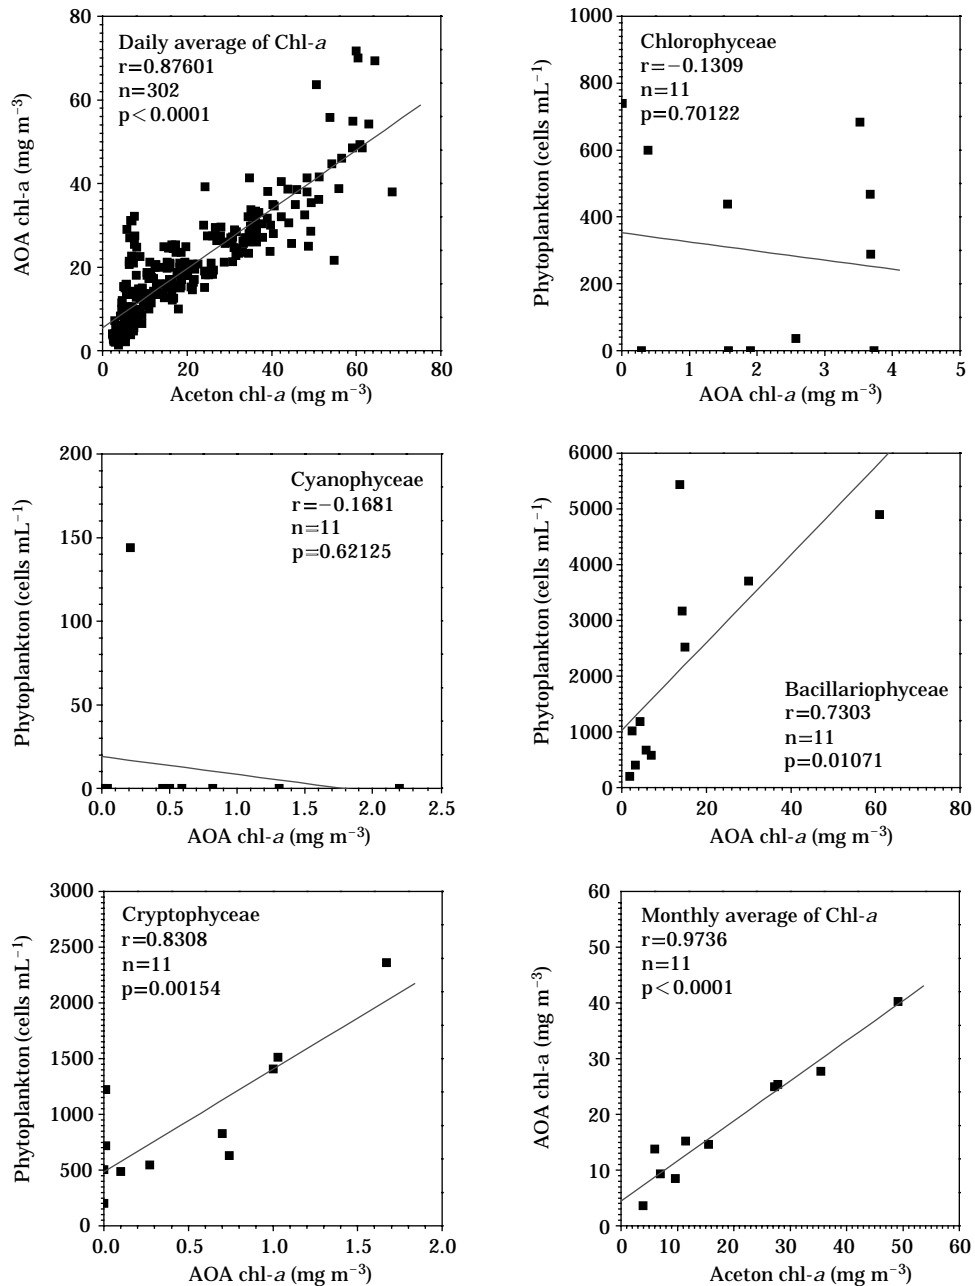 Daily average of Chl-a
r=0.87601
n=302
p<0.0001
AOA chl-a (mg m⁻³)
80
60
40
20
0
0 20 40 60 80
Aceton chl-a (mg m⁻³)
Chlorophyceae
r=−0.1309
n=11
p=0.70122
Phytoplankton (cells mL⁻¹)
1000
800
600
400
200
0
0 1 2 3 4 5
AOA chl-a (mg m⁻³)
Cyanophyceae
r=−0.1681
n=11
p=0.62125
Phytoplankton (cells mL⁻¹)
200
150
100
50
0
0.0 0.5 1.0 1.5 2.0 2.5
AOA chl-a (mg m⁻³)
Bacillariophyceae
r=0.7303
n=11
p=0.01071
Phytoplankton (cells mL⁻¹)
6000
5000
4000
3000
2000
1000
0
0 20 40 60 80
AOA chl-a (mg m⁻³)
Cryptophyceae
r=0.8308
n=11
p=0.00154
Phytoplankton (cells mL⁻¹)
3000
2500
2000
1500
1000
500
0
0.0 0.5 1.0 1.5 2.0
AOA chl-a (mg m⁻³)
Monthly average of Chl-a
r=0.9736
n=11
p<0.0001
AOA chl-a (mg m⁻³)
60
50
40
30
20
10
0
0 10 20 30 40 50 60
Aceton chl-a (mg m⁻³)